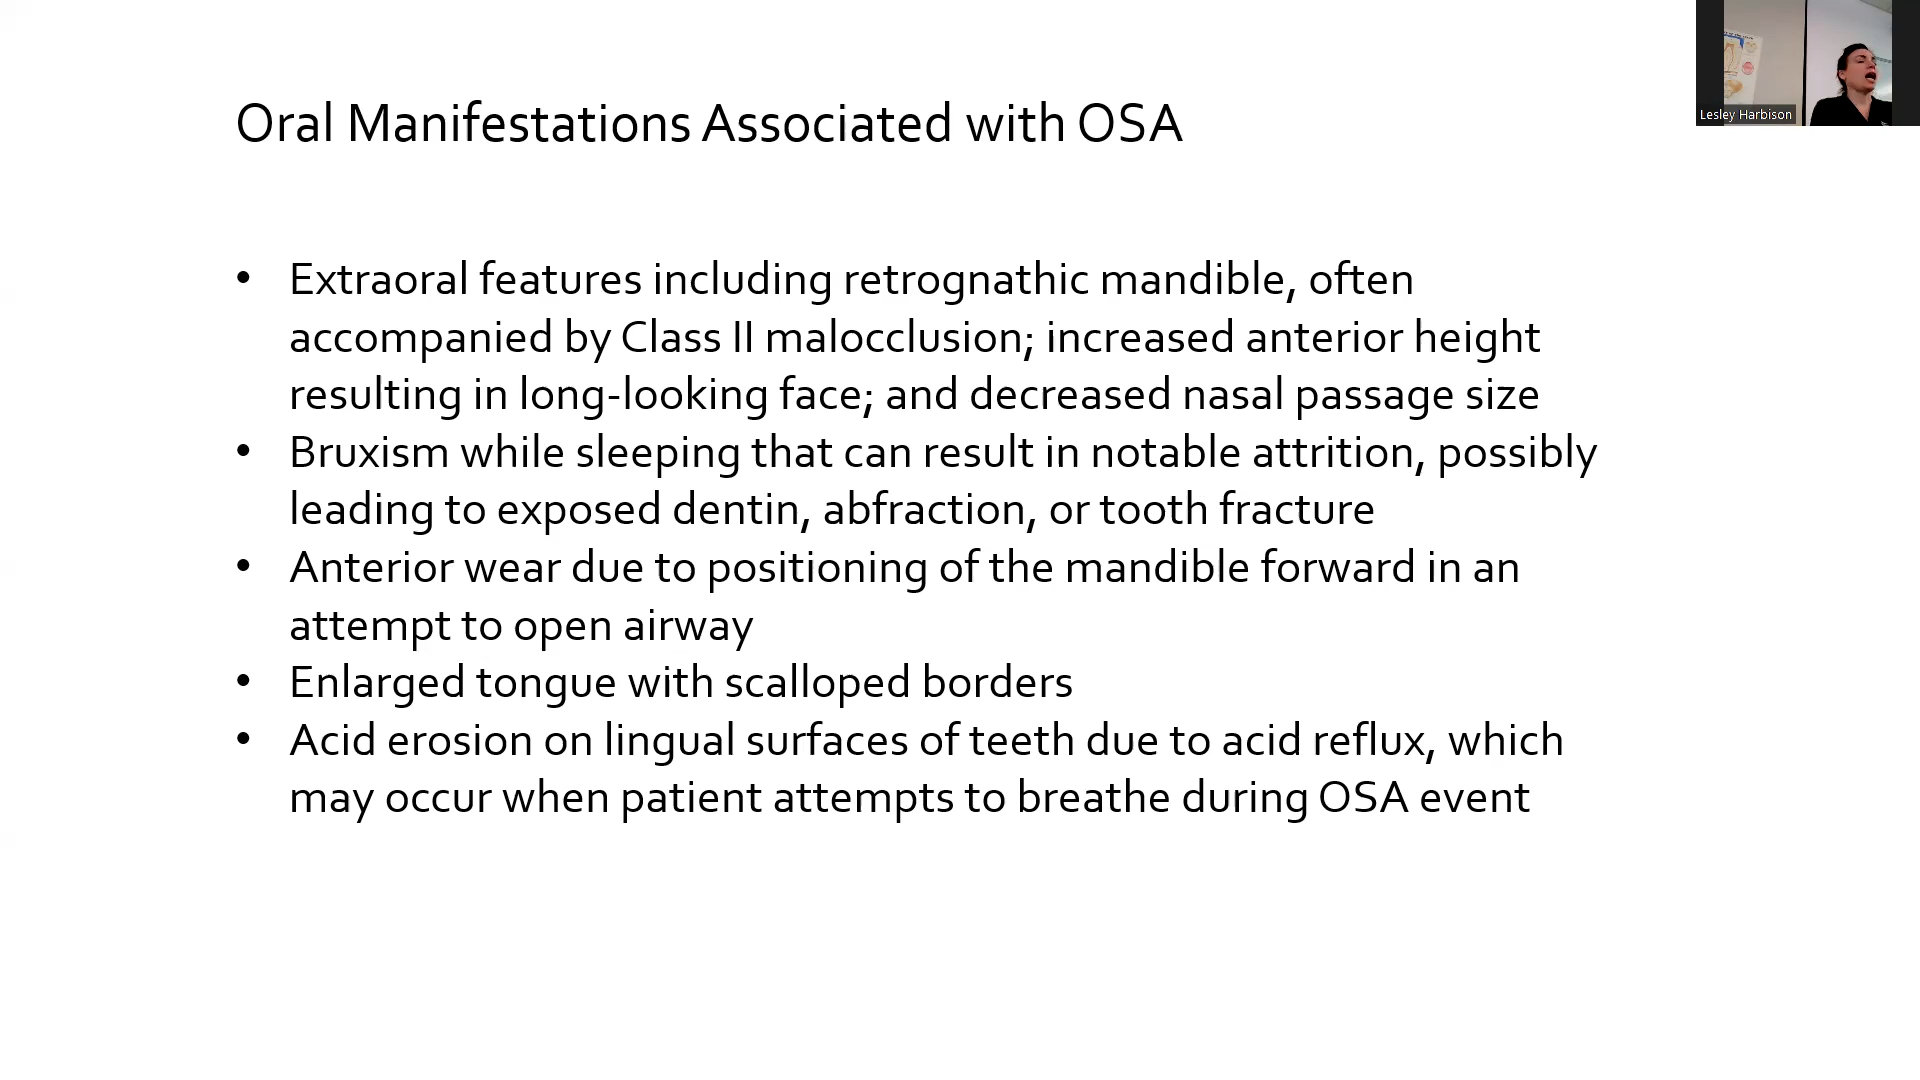 Oral Manifestations Associated with OSA
Lesley Harbison
• Extraoral features including retrognathic mandible, often
accompanied by Class II malocclusion; increased anterior height
resulting in long-looking face; and decreased nasal passage size
• Bruxism while sleeping that can result in notable attrition, possibly
leading to exposed dentin, abfraction, or tooth fracture
• Anterior wear due to positioning of the mandible forward in an
attempt to open airway
• Enlarged tongue with scalloped borders
• Acid erosion on lingual surfaces of teeth due to acid reflux, which
may occur when patient attempts to breathe during OSA event